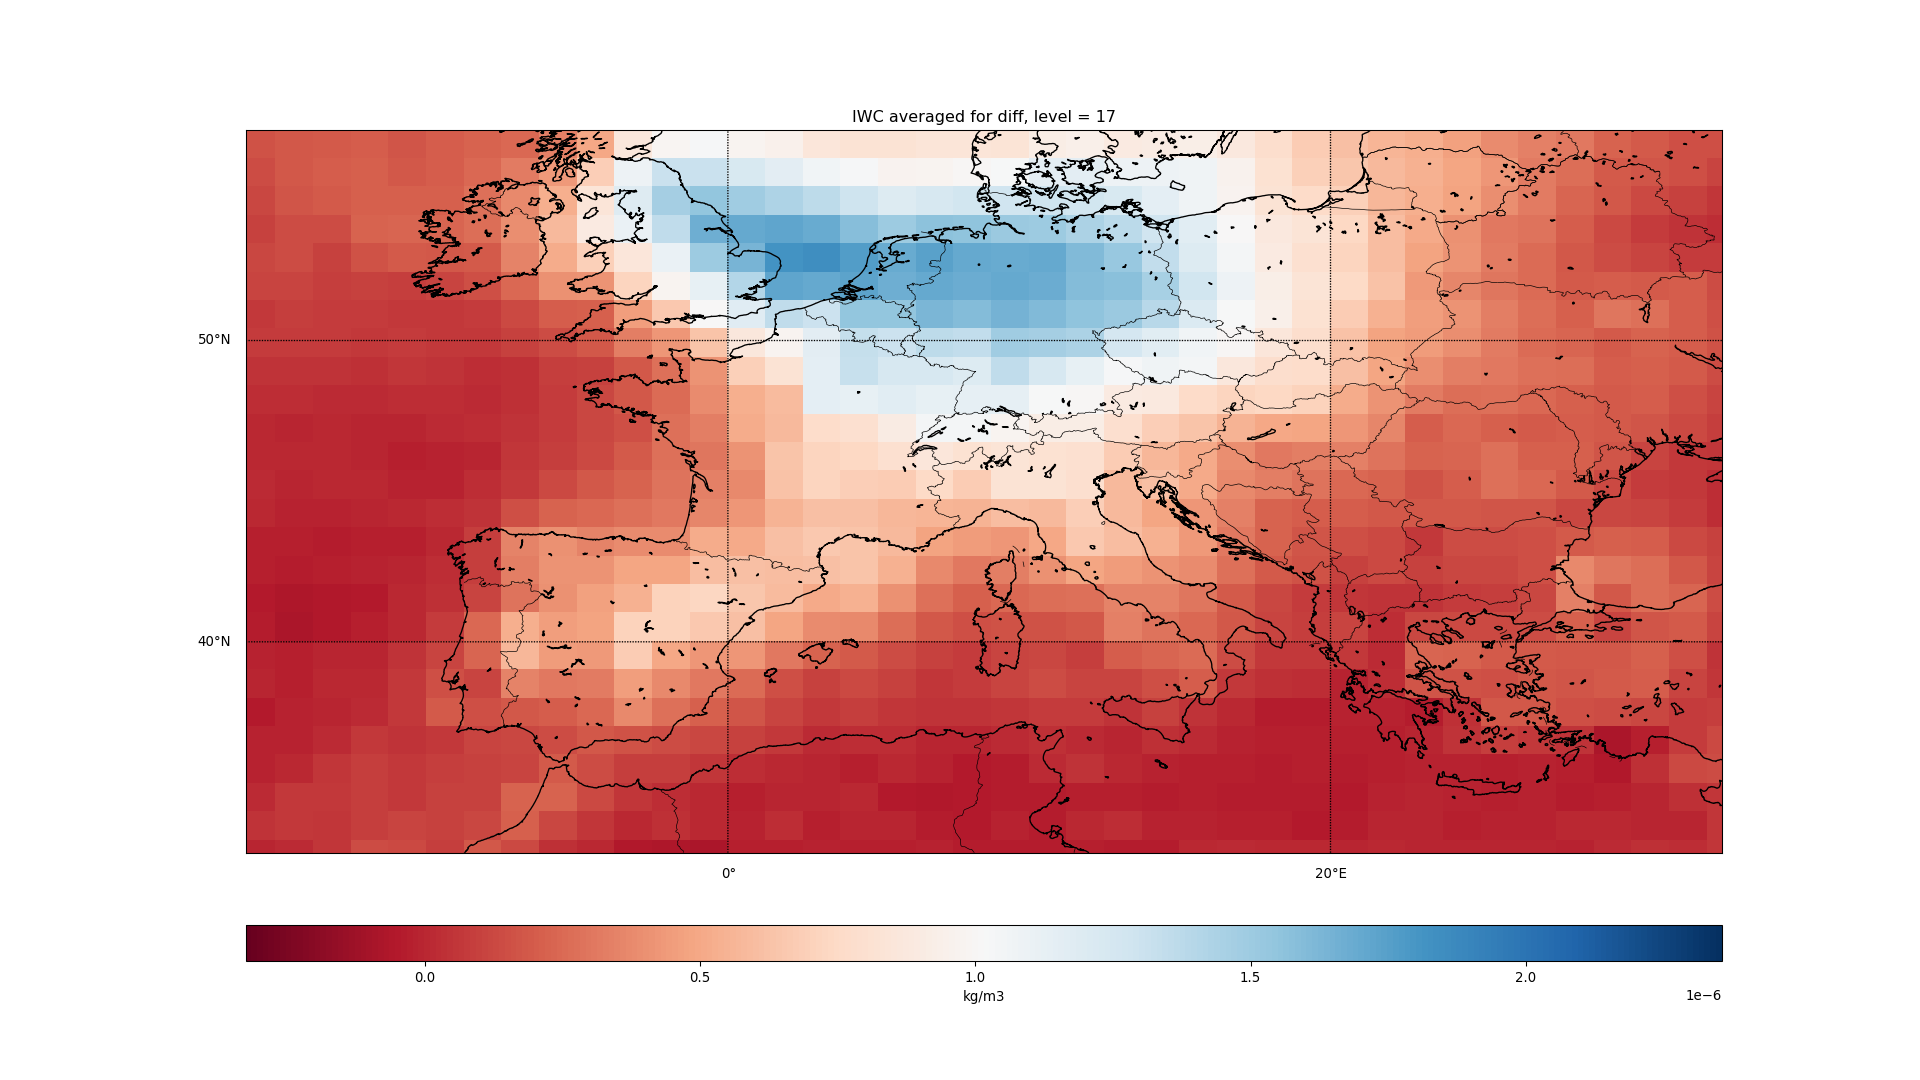 IWC averaged for diff, level = 17
50°N
40°N
0°
20°E
0.0
0.5
1.0
1.5
2.0
kg/m3
1e−6